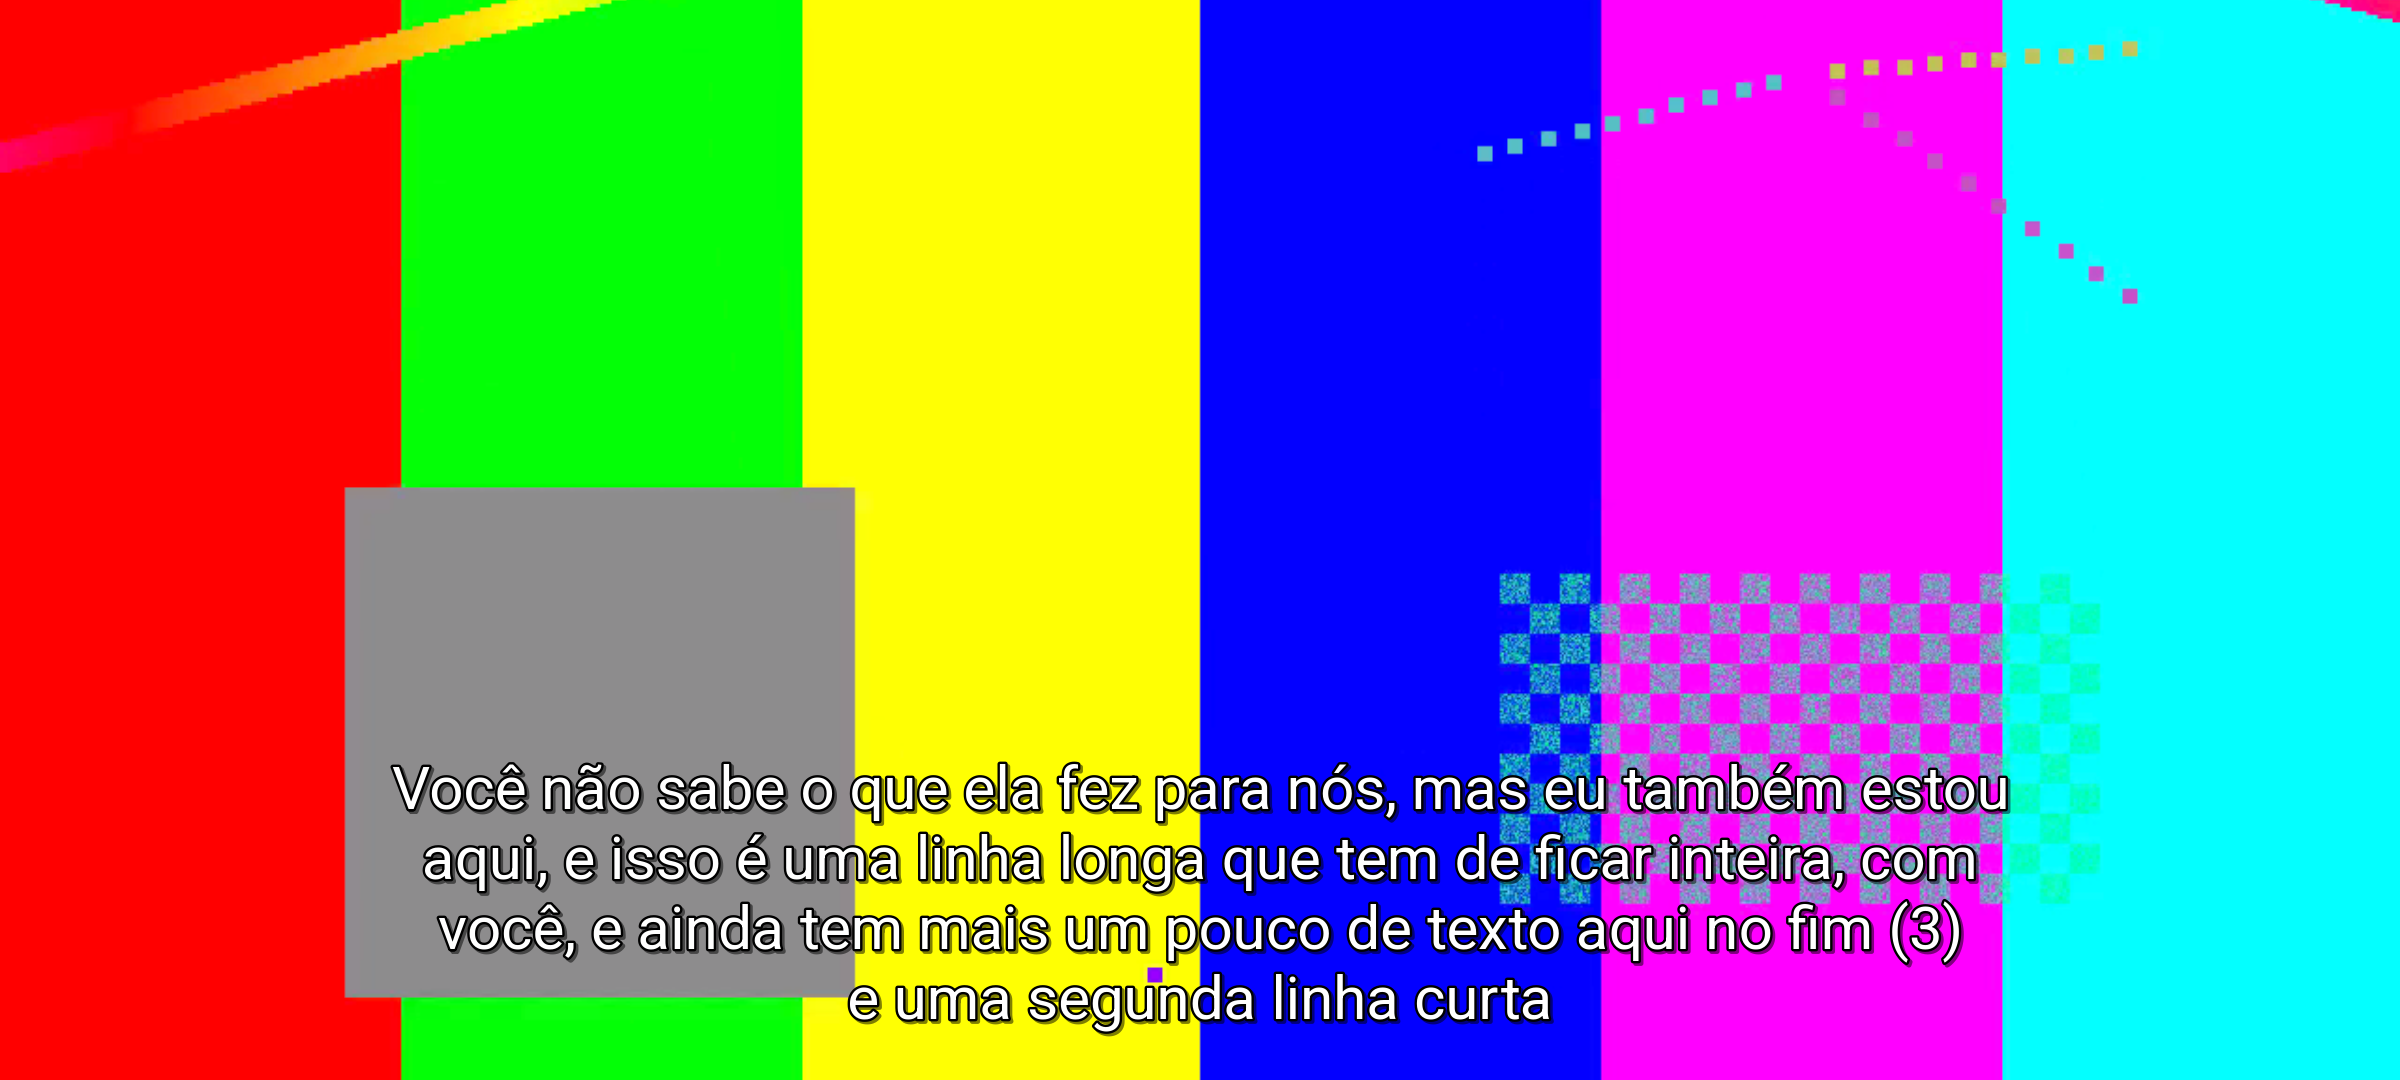 Você não sabe o que ela fez para nós, mas eu também estou
aqui, e isso é uma linha longa que tem de ficar inteira, com
você, e ainda tem mais um pouco de texto aqui no fim (3)
e uma segunda linha curta